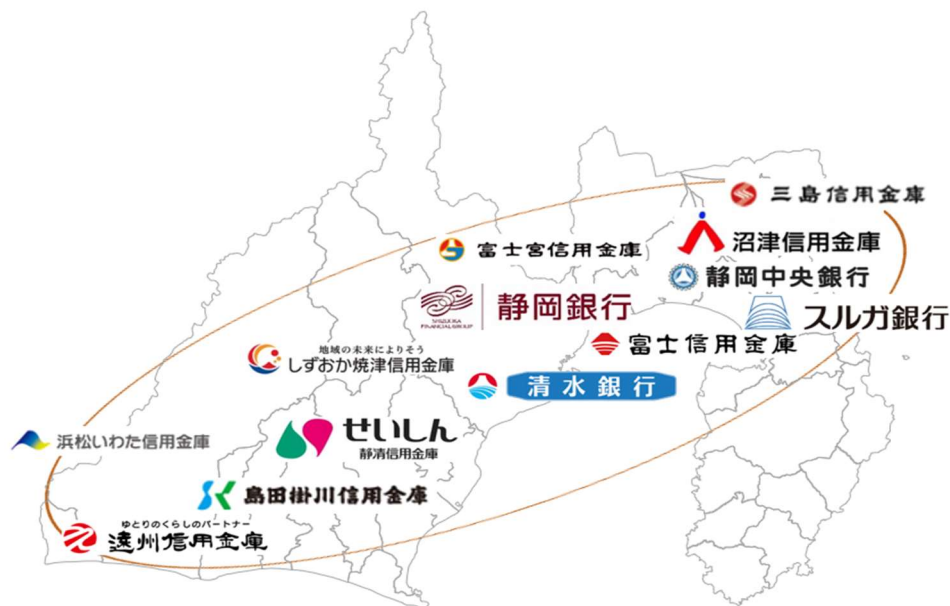 三島信用金庫
沼津信用金庫
富士宮信用金庫
静岡中央銀行
SHIZUOKA
FINANCIAL GROUP
静岡銀行
スルガ銀行
富士信用金庫
地域の未来によりそう
しずおか焼津信用金庫
清水銀行
せいしん
静清信用金庫
浜松いわた信用金庫
島田掛川信用金庫
ゆとりのくらしのパートナー
遠州信用金庫